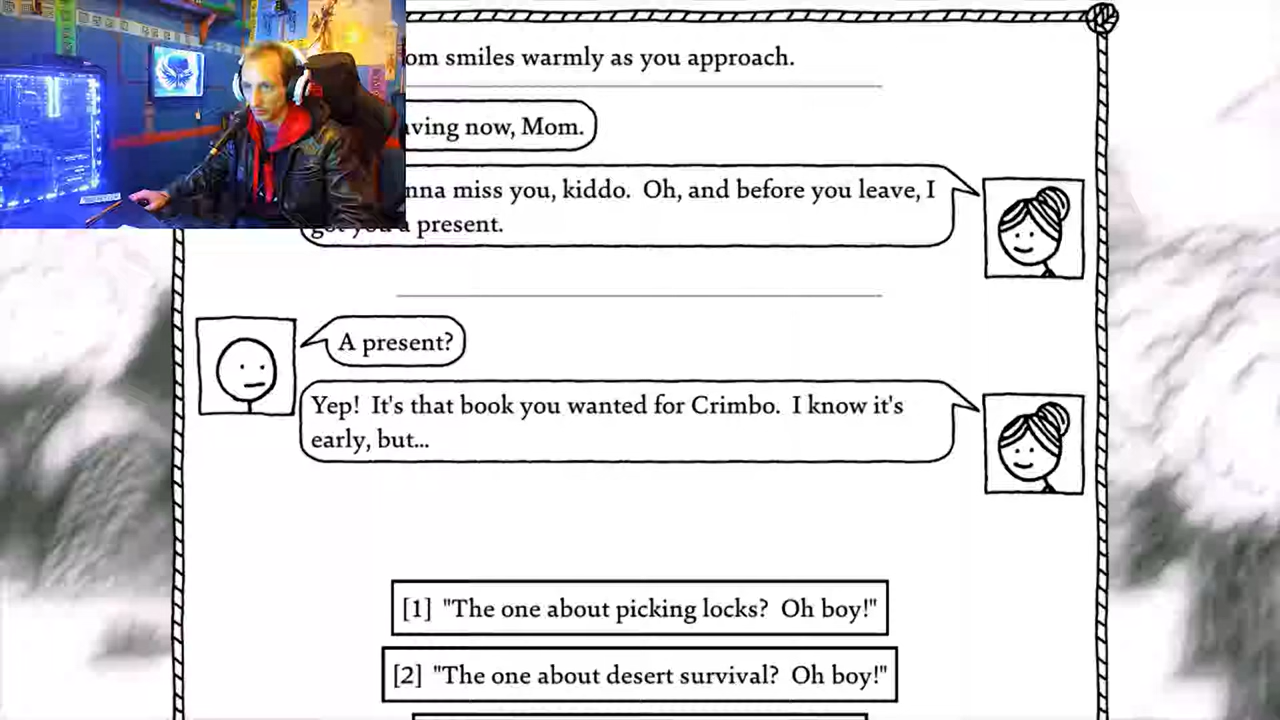 om smiles warmly as you approach.
aving now, Mom.
nna miss you, kiddo. Oh, and before you leave, I
got you a present.
A present?
Yep! It's that book you wanted for Crimbo. I know it's
early, but...
[1] "The one about picking locks? Oh boy!"
[2] "The one about desert survival? Oh boy!"